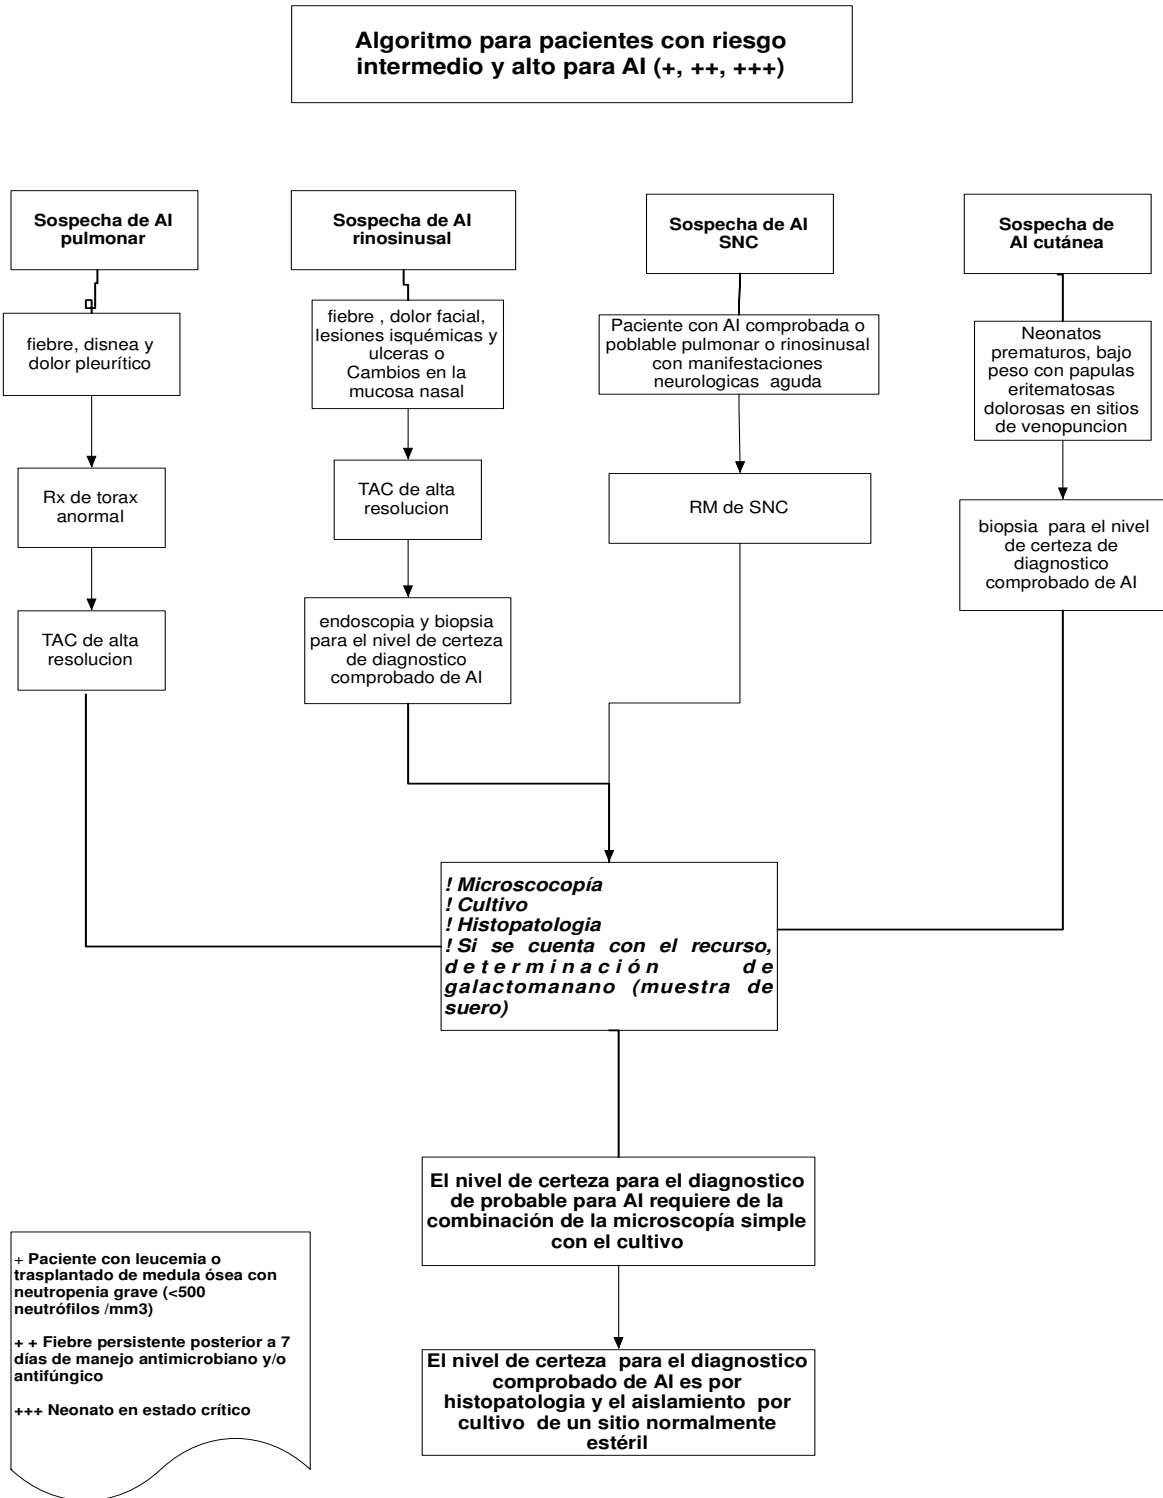 Algoritmo para pacientes con riesgo
intermedio y alto para AI (+, ++, +++)
Sospecha de AI
pulmonar
fiebre, disnea y
dolor pleurítico
Rx de torax
anormal
TAC de alta
resolucion
Sospecha de AI
rinosinusal
fiebre , dolor facial,
lesiones isquémicas y
ulceras o
Cambios en la
mucosa nasal
TAC de alta
resolucion
endoscopia y biopsia
para el nivel de certeza
de diagnostico
comprobado de AI
Sospecha de AI
SNC
Paciente con AI comprobada o
poblable pulmonar o rinosinusal
con manifestaciones
neurologicas aguda
RM de SNC
Sospecha de
AI cutánea
Neonatos
prematuros, bajo
peso con papulas
eritematosas
dolorosas en sitios
de venopuncion
biopsia para el nivel
de certeza de
diagnostico
comprobado de AI
! Microscocopía
! Cultivo
! Histopatologia
! Si se cuenta con el recurso,
determinación de
galactomanano (muestra de
suero)
El nivel de certeza para el diagnostico
de probable para AI requiere de la
combinación de la microscopía simple
con el cultivo
El nivel de certeza para el diagnostico
comprobado de AI es por
histopatologia y el aislamiento por
cultivo de un sitio normalmente
estéril
+ Paciente con leucemia o
trasplantado de medula ósea con
neutropenia grave (<500
neutrófilos /mm3)
+ + Fiebre persistente posterior a 7
días de manejo antimicrobiano y/o
antifúngico
+++ Neonato en estado crítico